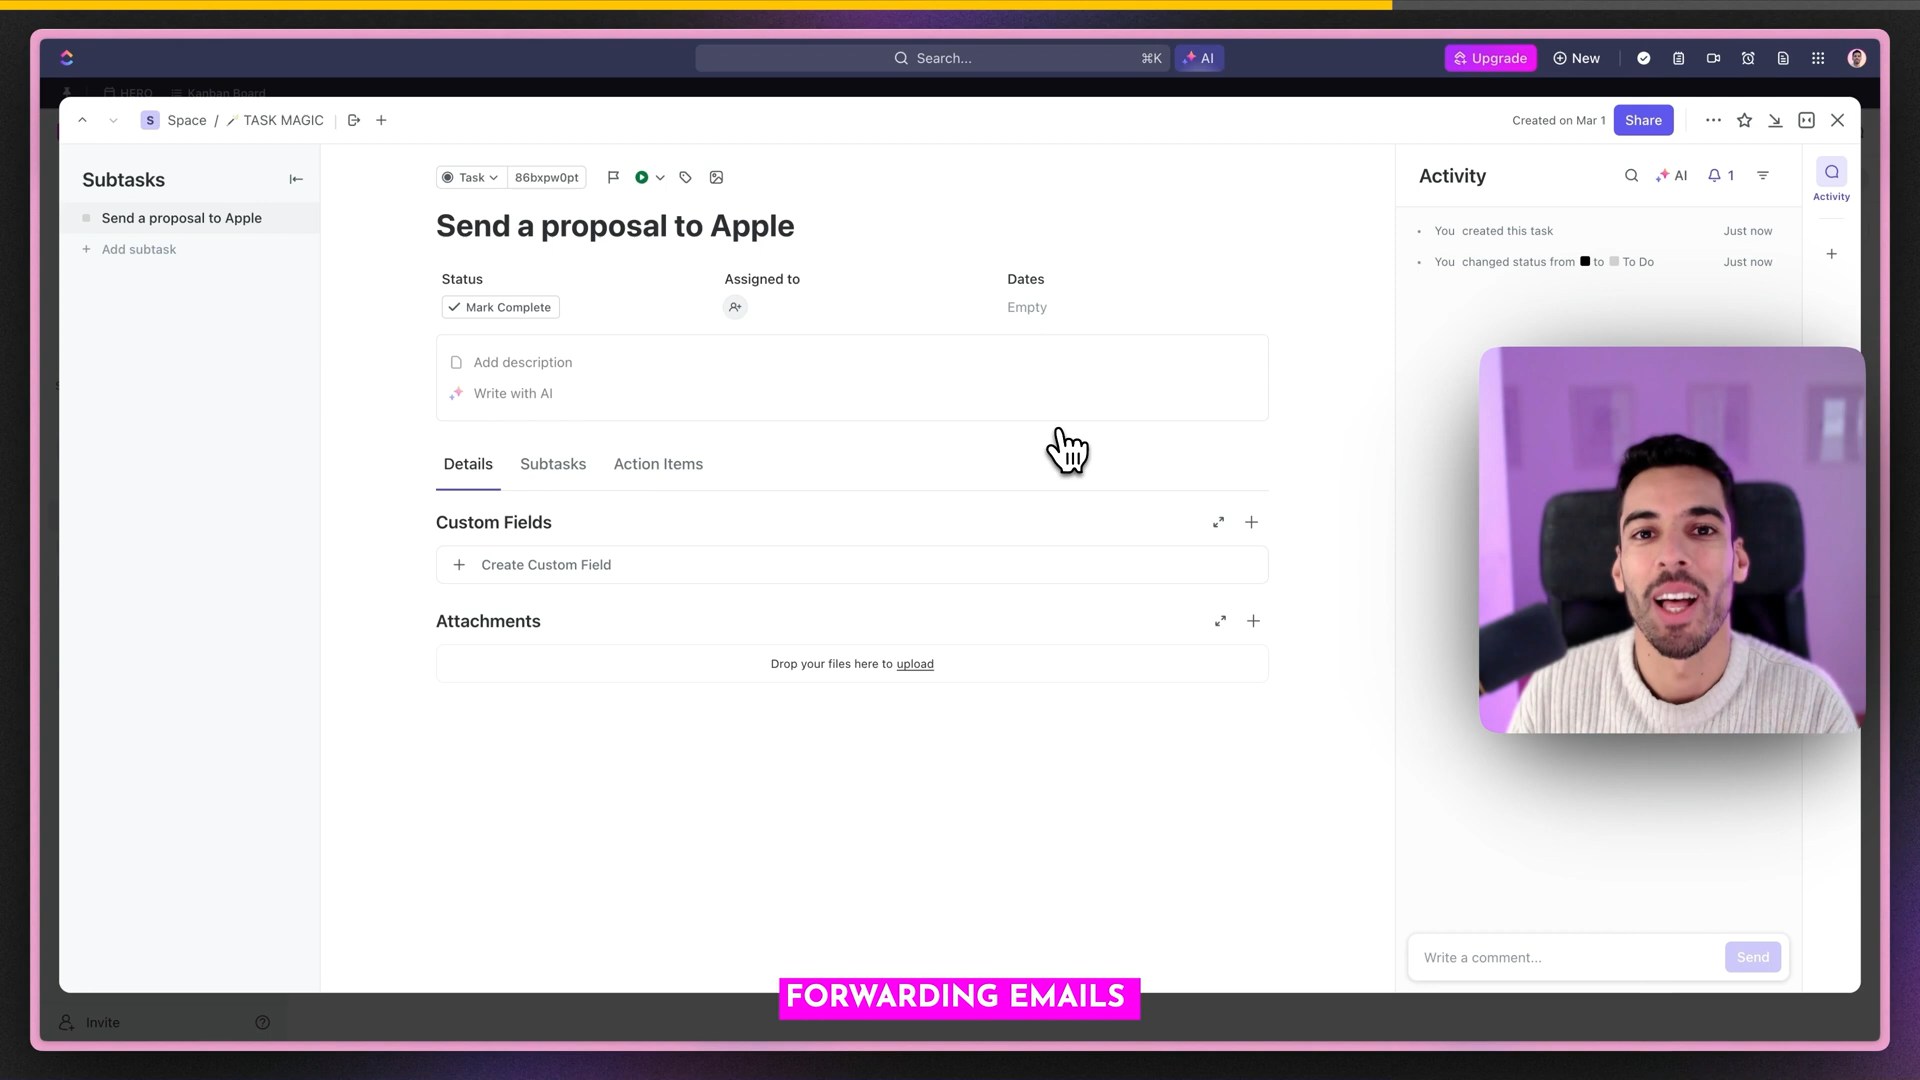 Search...
⌘K
AI
Upgrade
New
HERO
Kanban Board
S
Space / TASK MAGIC
Created on Mar 1
Share
Subtasks
Send a proposal to Apple
+ Add subtask
Task
86bxpw0pt
Send a proposal to Apple
Status
Assigned to
Dates
Mark Complete
Empty
Add description
Write with AI
Details
Subtasks
Action Items
Custom Fields
Create Custom Field
Attachments
Drop your files here to upload
Activity
AI
1
Activity
• You created this task
Just now
• You changed status from to To Do
Just now
Write a comment...
Send
FORWARDING EMAILS
Invite